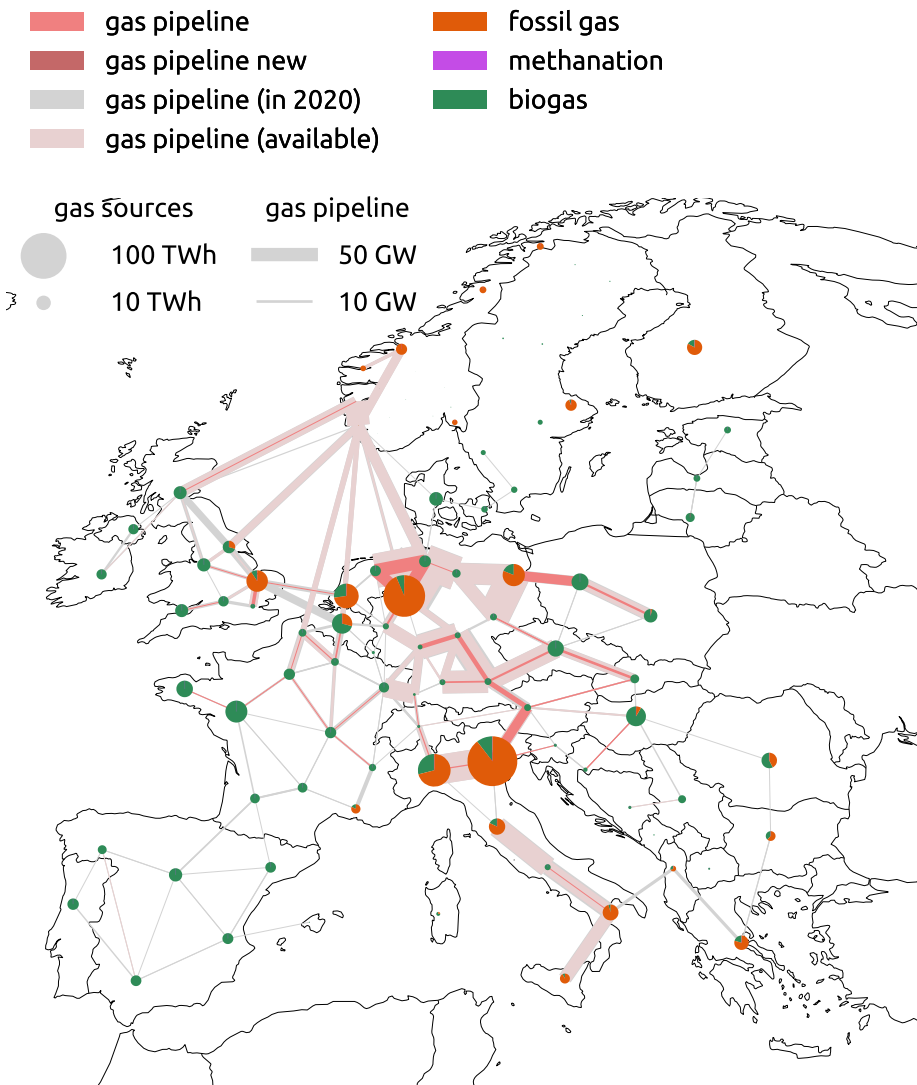 gas pipeline
gas pipeline new
gas pipeline (in 2020)
gas pipeline (available)
fossil gas
methanation
biogas
gas sources
100 TWh
10 TWh
gas pipeline
50 GW
10 GW